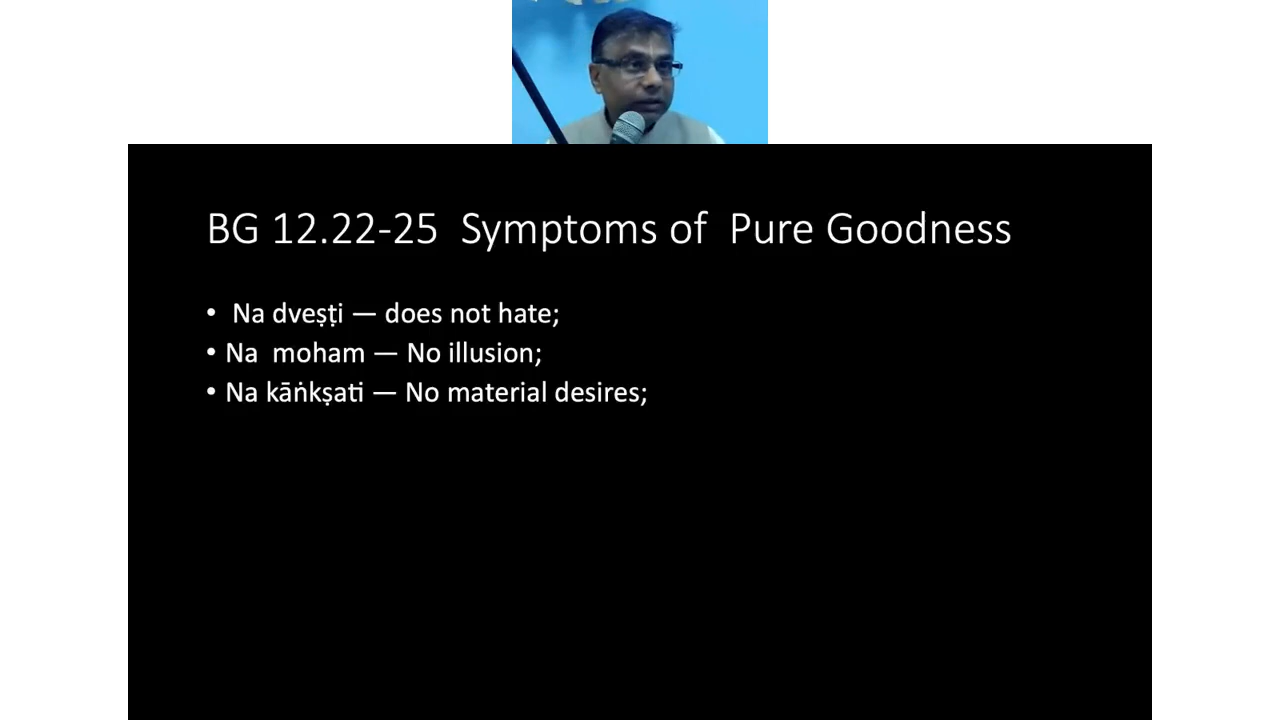 BG 12.22-25 Symptoms of Pure Goodness
• Na dveṣṭi — does not hate;
• Na moham — No illusion;
• Na kāṅkṣati — No material desires;